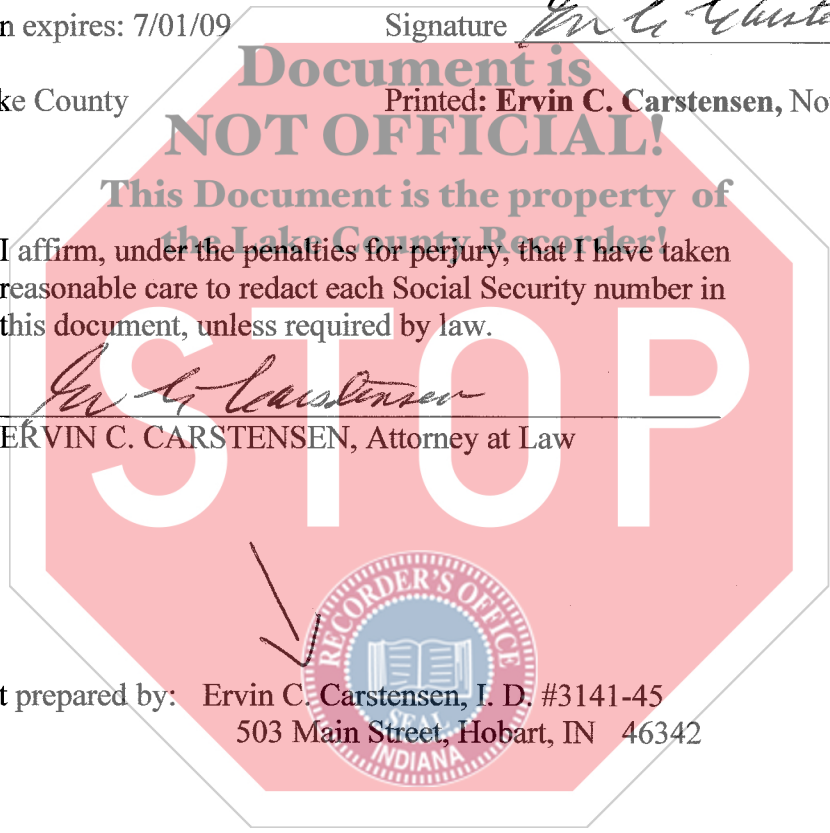 n expires: 7/01/09 Signature
Document is
ke County Printed: Ervin C. Carstensen, No
NOT OFFICIAL!
This Document is the property of
the Lake County Recorder!
I affirm, under the penalties for perjury, that I have taken
reasonable care to redact each Social Security number in
this document, unless required by law.
STOP
ERVIN C. CARSTENSEN, Attorney at Law
RECORDER'S OFFICE
t prepared by: Ervin C. Carstensen, I. D. #3141-45
SEAL
503 Main Street, Hobart, IN 46342
INDIANA